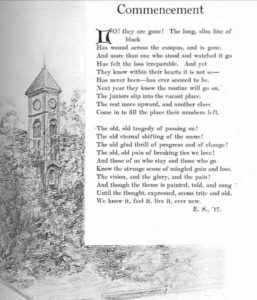 Commencement
LO! they are gone! The long, slim line of
black
Has wound across the campus, and is gone.
And more than one who stood and watched it go
Has felt the loss irreparable. And yet
They know within their hearts it is not so—
Has never been—has ever seemed to be.
Next year they know the routine will go on,
The juniors slip into the vacant place.
The rest move upward, and another class
Come in to fill the place their numbers left.
The old, old tragedy of passing on!
The old eternal shifting of the scene!
The old glad thrill of progress and of change!
The old, old pain of breaking ties we love!
And those of us who stay and those who go
Know the strange sense of mingled gain and loss.
The vision, and the glory, and the pain!
And though the theme is painted, told, and sung
Until the thought, expressed, seems trite and old,
We know it, feel it, live it, ever new.
E. S., '17.